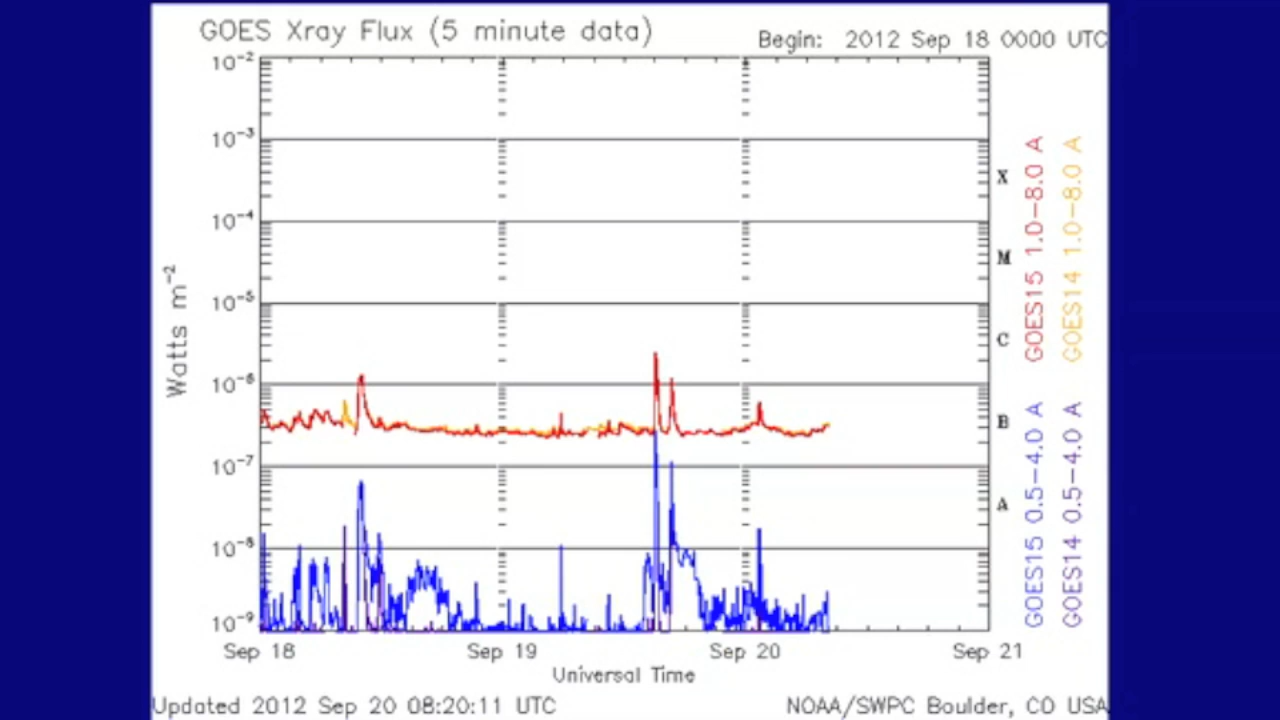 GOES Xray Flux (5 minute data)
Begin: 2012 Sep 18 0000 UTC
10-2
10-3
10-4
10-5
10-6
10-7
10-8
10-9
Watts m-2
X
M
C
B
A
GOES15 1.0-8.0 A
GOES14 1.0-8.0 A
GOES15 0.5-4.0 A
GOES14 0.5-4.0 A
Sep 18
Sep 19
Sep 20
Sep 21
Universal Time
Updated 2012 Sep 20 08:20:11 UTC
NOAA/SWPC Boulder, CO USA